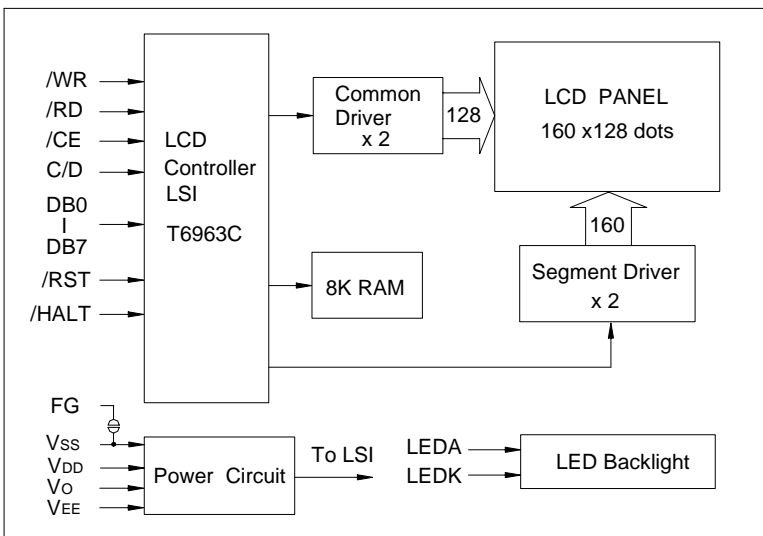 /WR
/RD
/CE
C/D
DB0
I
DB7
/RST
/HALT
LCD
Controller
LSI
T6963C
Common
Driver
x 2
128
LCD PANEL
160 x128 dots
160
8K RAM
Segment Driver
x 2
FG
VSS
VDD
VO
VEE
Power Circuit
To LSI
LEDA
LEDK
LED Backlight